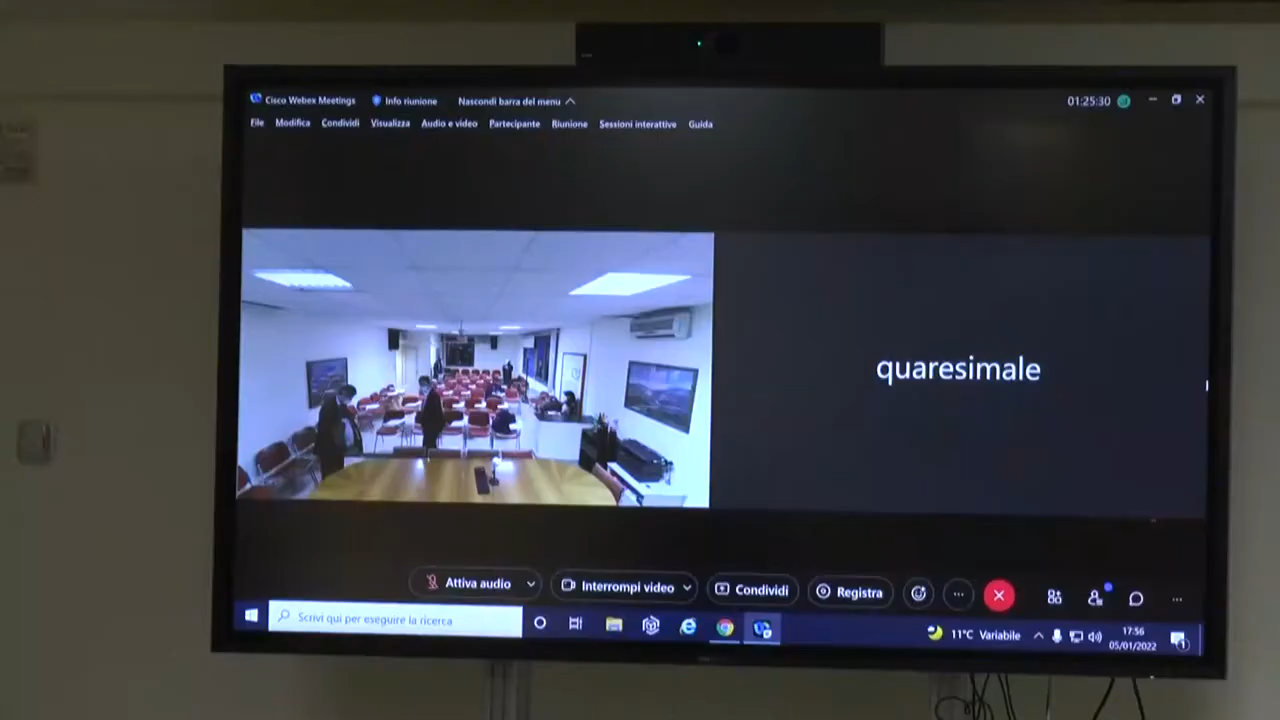 Cisco Webex Meetings Info riunione Nascondi barra del menu 01:25:30
File Modifica Condividi Visualizza Audio e video Partecipante Riunione Sessioni interattive Guida
quaresimale
Attiva audio Interrompi video Condividi Registra
Scrivi qui per eseguire la ricerca 11°C Variabile 17:56
05/01/2022 1